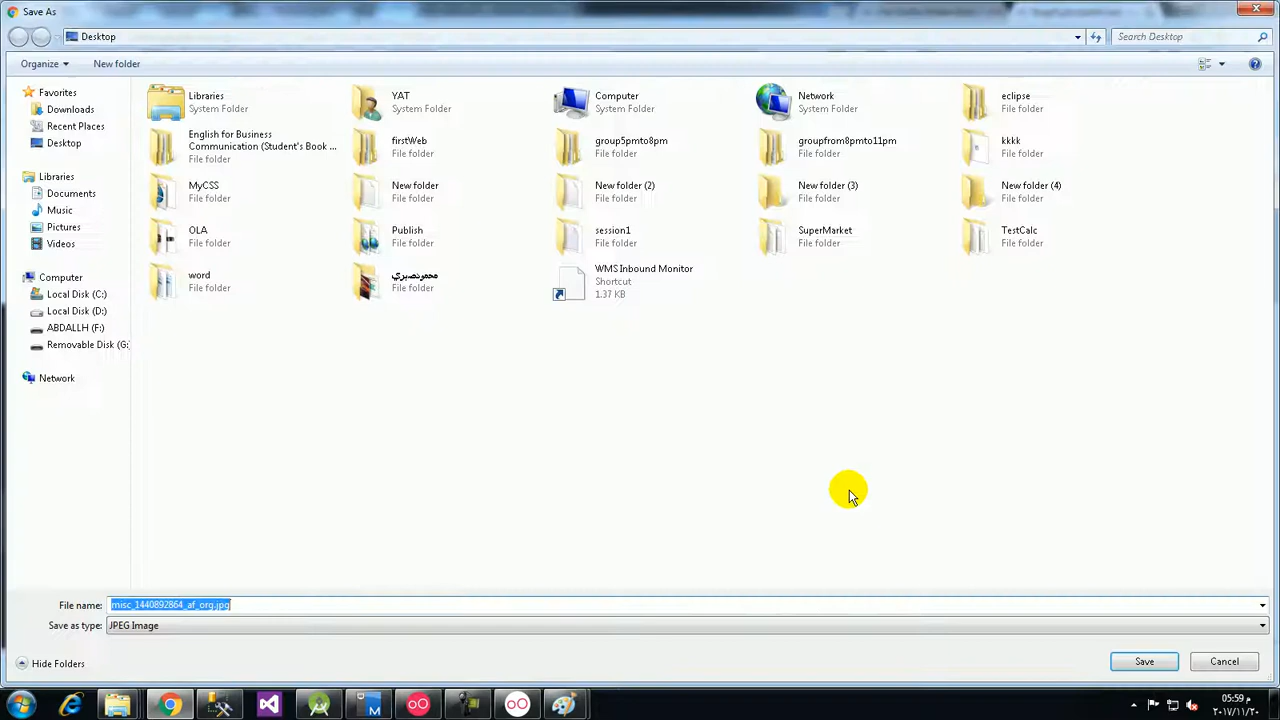 Save As
Desktop
Search Desktop
Organize
New folder
Favorites
Downloads
Recent Places
Desktop
Libraries
Documents
Music
Pictures
Videos
Computer
Local Disk (C:)
Local Disk (D:)
ABDALLH (F:)
Removable Disk (G:
Network
Libraries
System Folder
YAT
System Folder
Computer
System Folder
Network
System Folder
eclipse
File folder
English for Business
Communication (Student's Book ...
File folder
firstWeb
File folder
group5pmto8pm
File folder
groupfrom8pmto11pm
File folder
kkkk
File folder
MyCSS
File folder
New folder
File folder
New folder (2)
File folder
New folder (3)
File folder
New folder (4)
File folder
OLA
File folder
Publish
File folder
session1
File folder
SuperMarket
File folder
TestCalc
File folder
word
File folder
File folder
WMS Inbound Monitor
Shortcut
1.37 KB
File name: misc_1440892864_af_org.jpg
Save as type: JPEG Image
Hide Folders
Save
Cancel
05:59 م
٢٠١٧/١١/٢٠